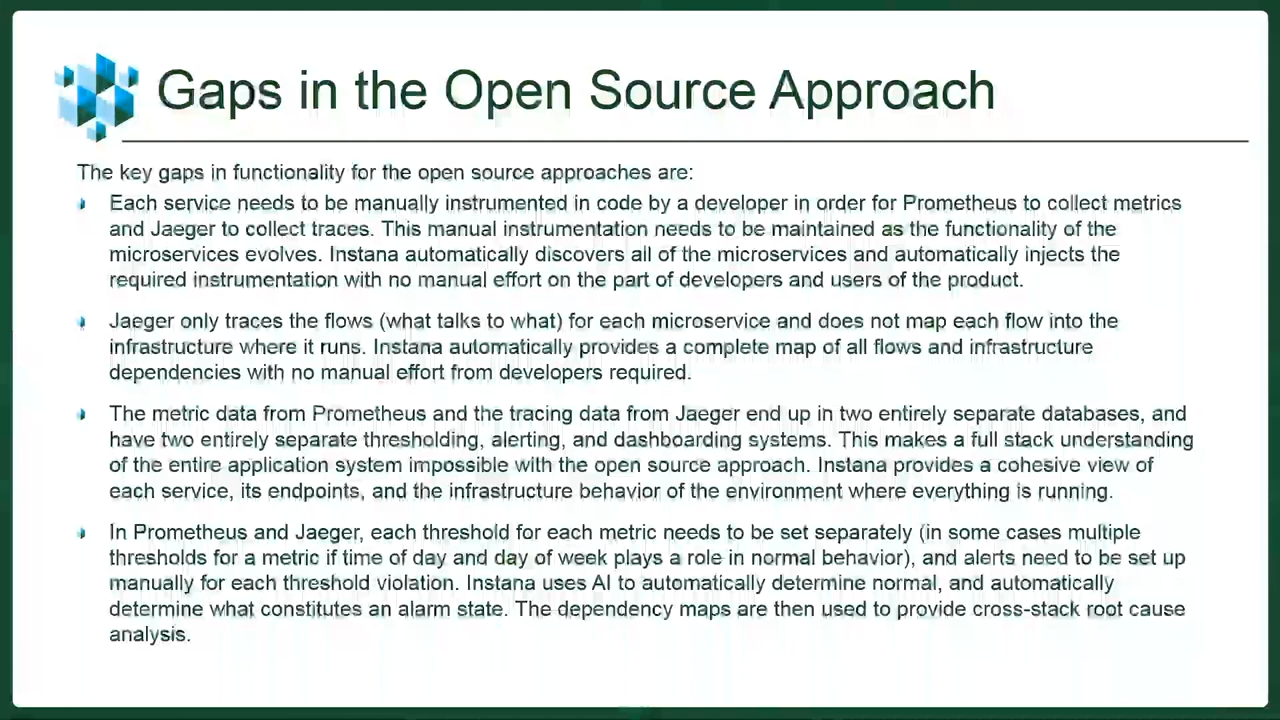 Gaps in the Open Source Approach
The key gaps in functionality for the open source approaches are:
Each service needs to be manually instrumented in code by a developer in order for Prometheus to collect metrics
and Jaeger to collect traces. This manual instrumentation needs to be maintained as the functionality of the
microservices evolves. Instana automatically discovers all of the microservices and automatically injects the
required instrumentation with no manual effort on the part of developers and users of the product.
Jaeger only traces the flows (what talks to what) for each microservice and does not map each flow into the
infrastructure where it runs. Instana automatically provides a complete map of all flows and infrastructure
dependencies with no manual effort from developers required.
The metric data from Prometheus and the tracing data from Jaeger end up in two entirely separate databases, and
have two entirely separate thresholding, alerting, and dashboarding systems. This makes a full stack understanding
of the entire application system impossible with the open source approach. Instana provides a cohesive view of
each service, its endpoints, and the infrastructure behavior of the environment where everything is running.
In Prometheus and Jaeger, each threshold for each metric needs to be set separately (in some cases multiple
thresholds for a metric if time of day and day of week plays a role in normal behavior), and alerts need to be set up
manually for each threshold violation. Instana uses AI to automatically determine normal, and automatically
determine what constitutes an alarm state. The dependency maps are then used to provide cross-stack root cause
analysis.